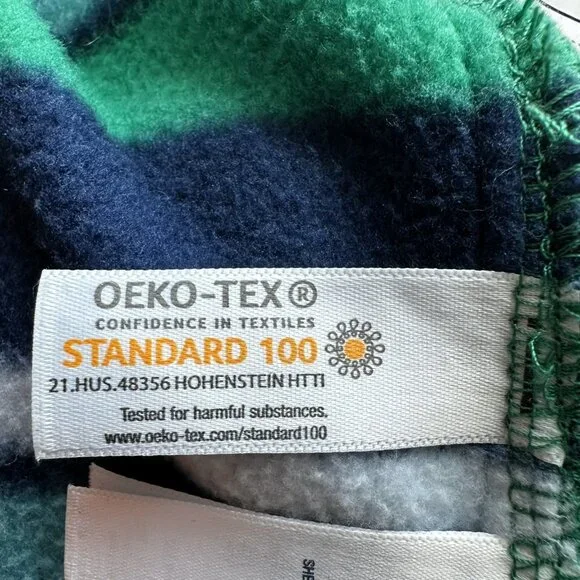 OEKO-TEX®
CONFIDENCE IN TEXTILES
STANDARD 100
21.HUS.48356 HOHENSTEIN HTTI
Tested for harmful substances.
www.oeko-tex.com/standard100
SHE